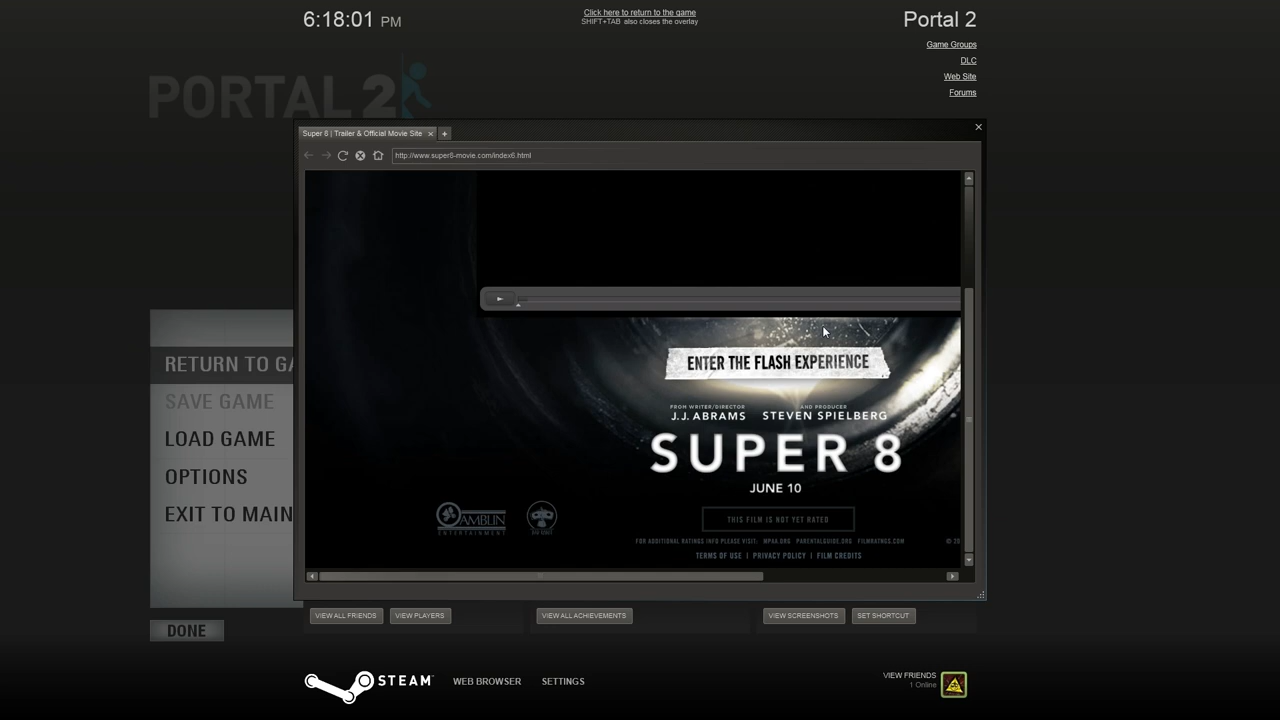 6:18:01 PM
Click here to return to the game
SHIFT+TAB also closes the overlay
Portal 2
Game Groups
DLC
Web Site
Forums
PORTAL 2
Super 8 | Trailer & Official Movie Site
http://www.super8-movie.com/index6.html
ENTER THE FLASH EXPERIENCE
FROM WRITER/DIRECTOR
J.J. ABRAMS
AND PRODUCER
STEVEN SPIELBERG
SUPER 8
JUNE 10
AMBLIN
ENTERTAINMENT
THIS FILM IS NOT YET RATED
FOR ADDITIONAL RATINGS INFO PLEASE VISIT: MPAA.ORG PARENTALGUIDE.ORG FILMRATINGS.COM
© 20
TERMS OF USE | PRIVACY POLICY | FILM CREDITS
RETURN TO GA
SAVE GAME
LOAD GAME
OPTIONS
EXIT TO MAIN
DONE
VIEW ALL FRIENDS
VIEW PLAYERS
VIEW ALL ACHIEVEMENTS
VIEW SCREENSHOTS
SET SHORTCUT
STEAM
WEB BROWSER
SETTINGS
VIEW FRIENDS
1 Online